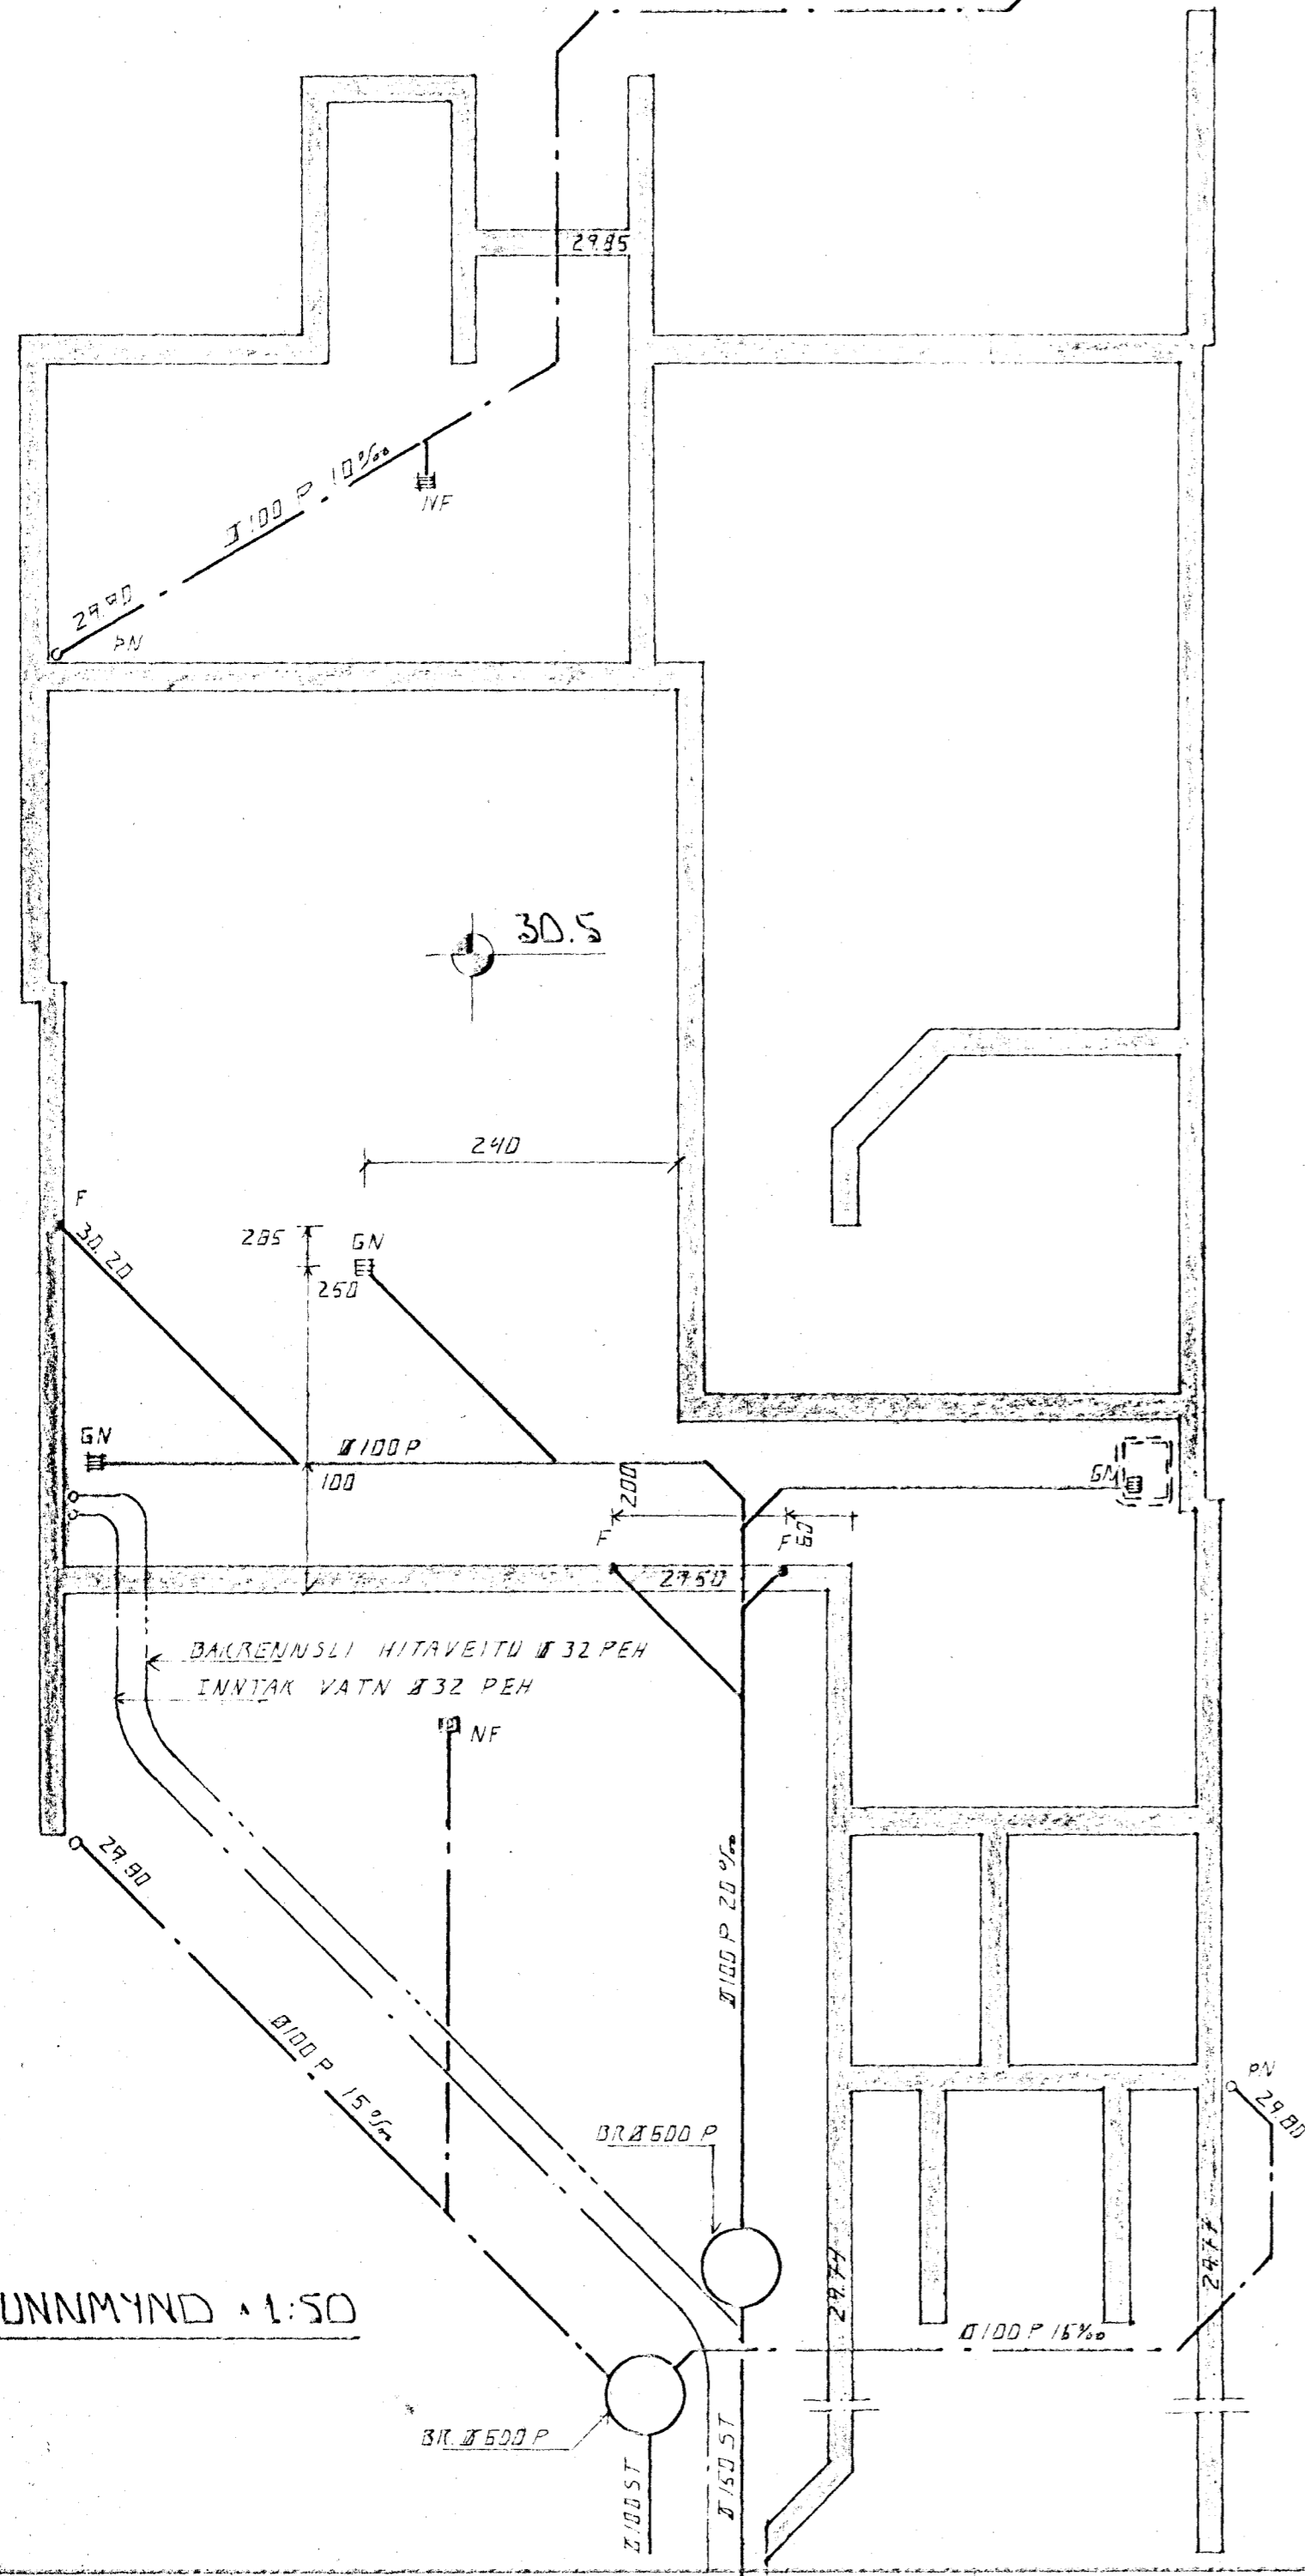 29.85
Ø100 P 10‰
NF
29.90
PN
30.5
240
F
30.20
285
GN
250
GN
Ø100 P
100
200
GN
F
F
60
29.50
BAKRENNSLI HITAVEITU Ø32 PEH
INNTAK VATN Ø32 PEH
NF
29.90
Ø100 P 20‰
Ø100 P 15‰
PN
29.80
BR Ø600 P
29.77
29.77
UNNMYND · 1:50
Ø100 P 15‰
BR. Ø600 P
Ø100 ST
Ø150 ST